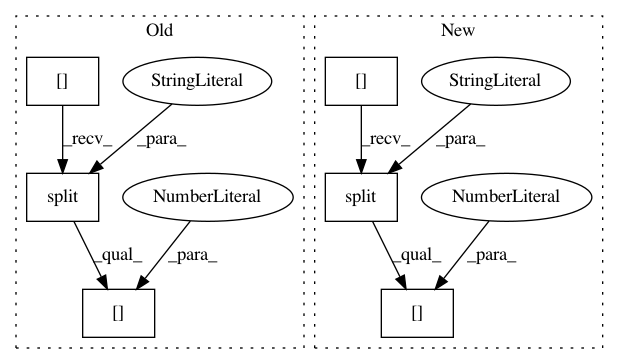 Old
New
[]
StringLiteral
[]
StringLiteral
_recv_
_para_
_recv_
_para_
split
NumberLiteral
split
NumberLiteral
_qual_
_para_
_qual_
_para_
[]
[]